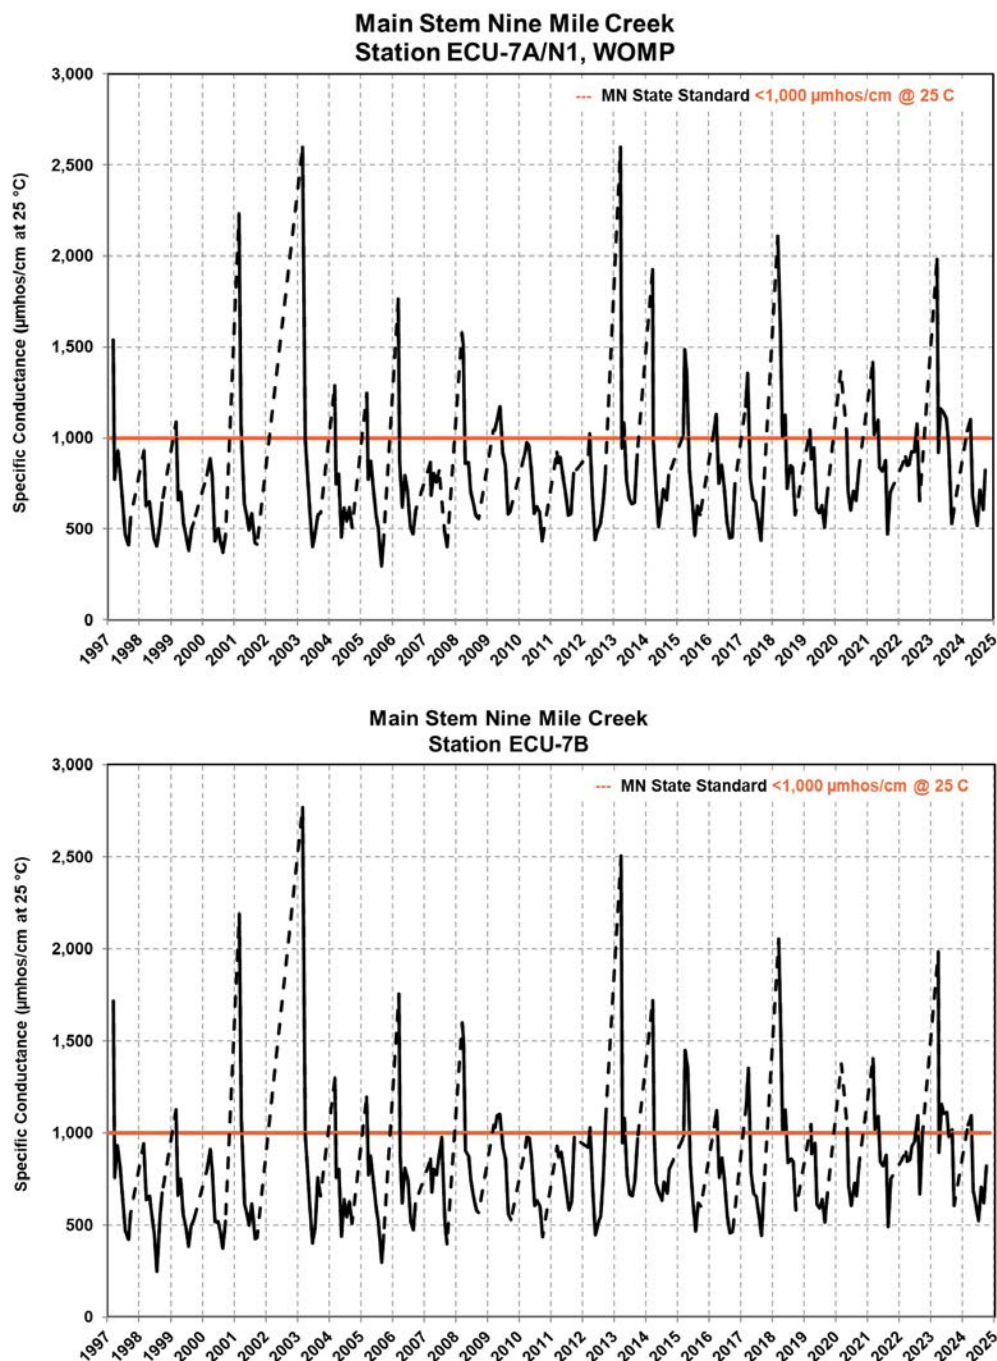 Main Stem Nine Mile Creek
Station ECU-7A/N1, WOMP
--- MN State Standard <1,000 µmhos/cm @ 25 C
Specific Conductance (µmhos/cm at 25 °C)
3,000
2,500
2,000
1,500
1,000
500
0
1997 1998 1999 2000 2001 2002 2003 2004 2005 2006 2007 2008 2009 2010 2011 2012 2013 2014 2015 2016 2017 2018 2019 2020 2021 2022 2023 2024 2025
Main Stem Nine Mile Creek
Station ECU-7B
--- MN State Standard <1,000 µmhos/cm @ 25 C
Specific Conductance (µmhos/cm at 25 °C)
3,000
2,500
2,000
1,500
1,000
500
0
1997 1998 1999 2000 2001 2002 2003 2004 2005 2006 2007 2008 2009 2010 2011 2012 2013 2014 2015 2016 2017 2018 2019 2020 2021 2022 2023 2024 2025